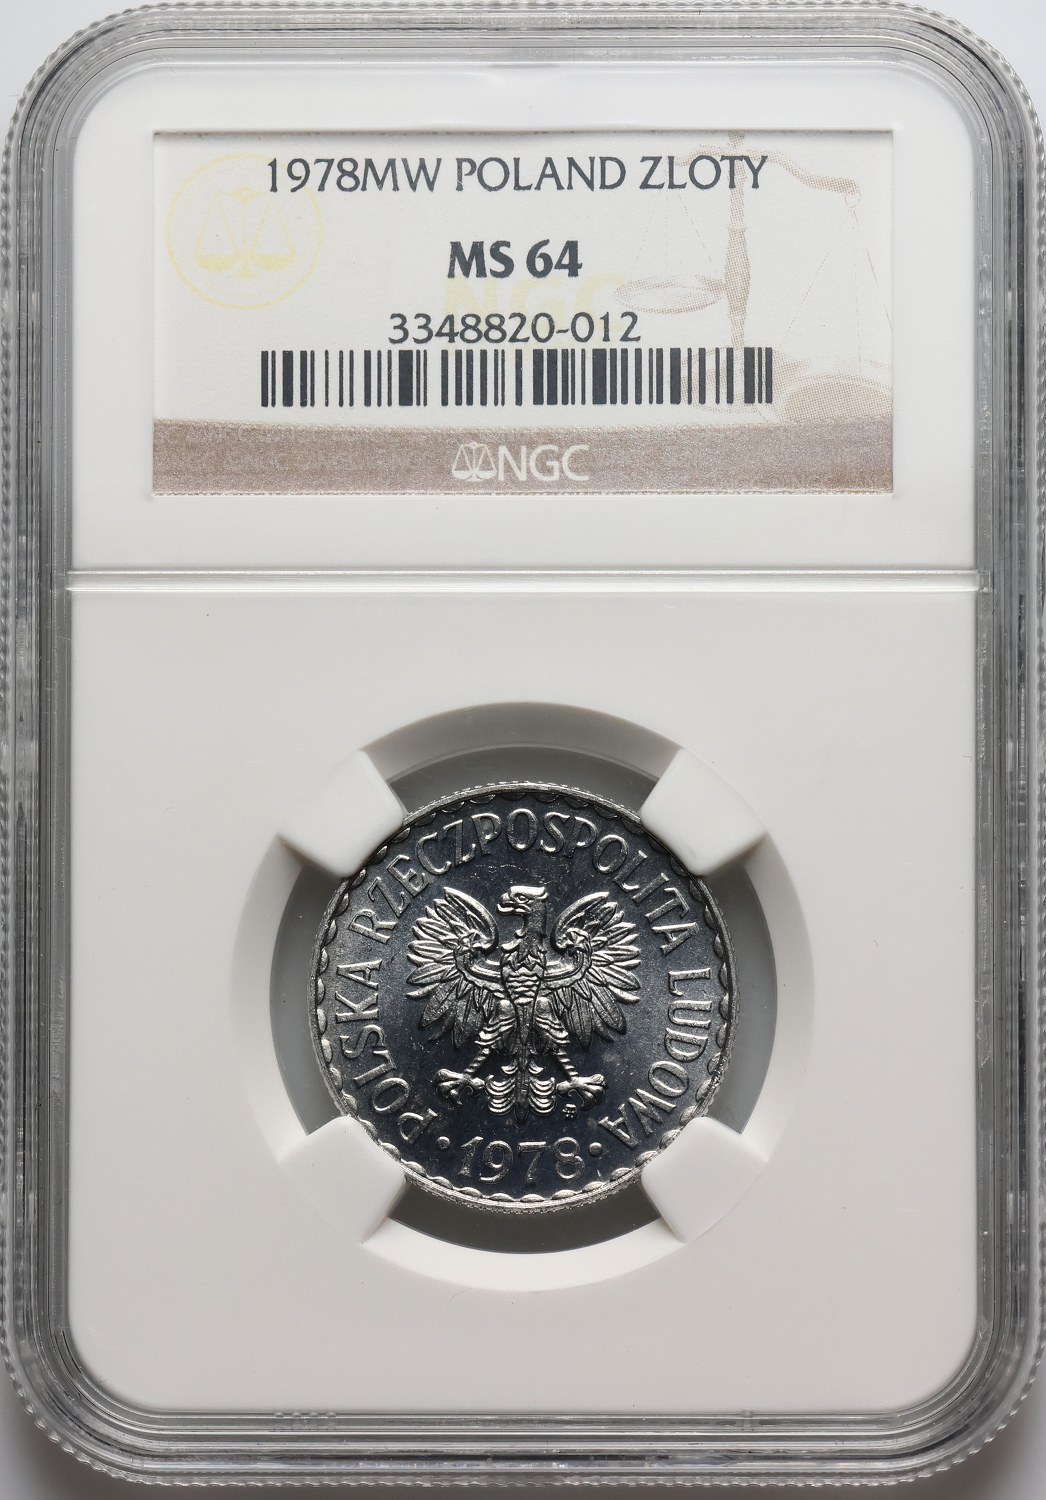 1978MW POLAND ZLOTY
MS 64
NGC
3348820-012
NGC
POLSKA RZECZPOSPOLITA LUDOWA
·1978·